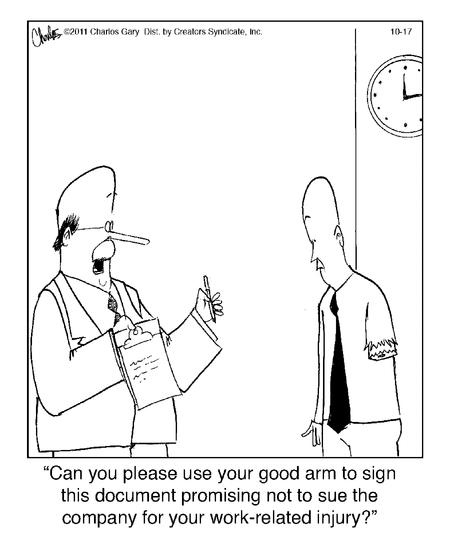 Charlos ©2011 Charlos Gary Dist. by Creators Syndicate, Inc. 10-17
“Can you please use your good arm to sign
this document promising not to sue the
company for your work-related injury?”